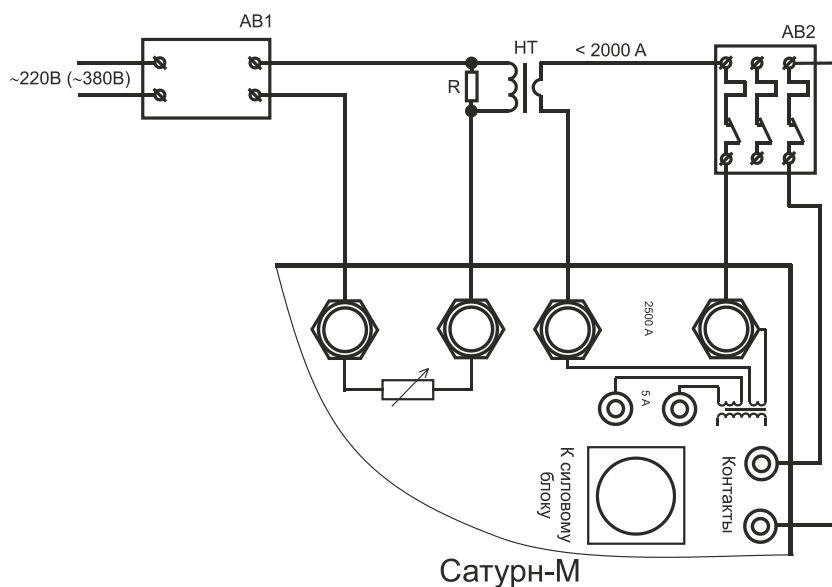 АВ1
НТ
< 2000 А
АВ2
~220В (~380В)
R
2500 А
5 А
К силовому
блоку
Контакты
Сатурн-М